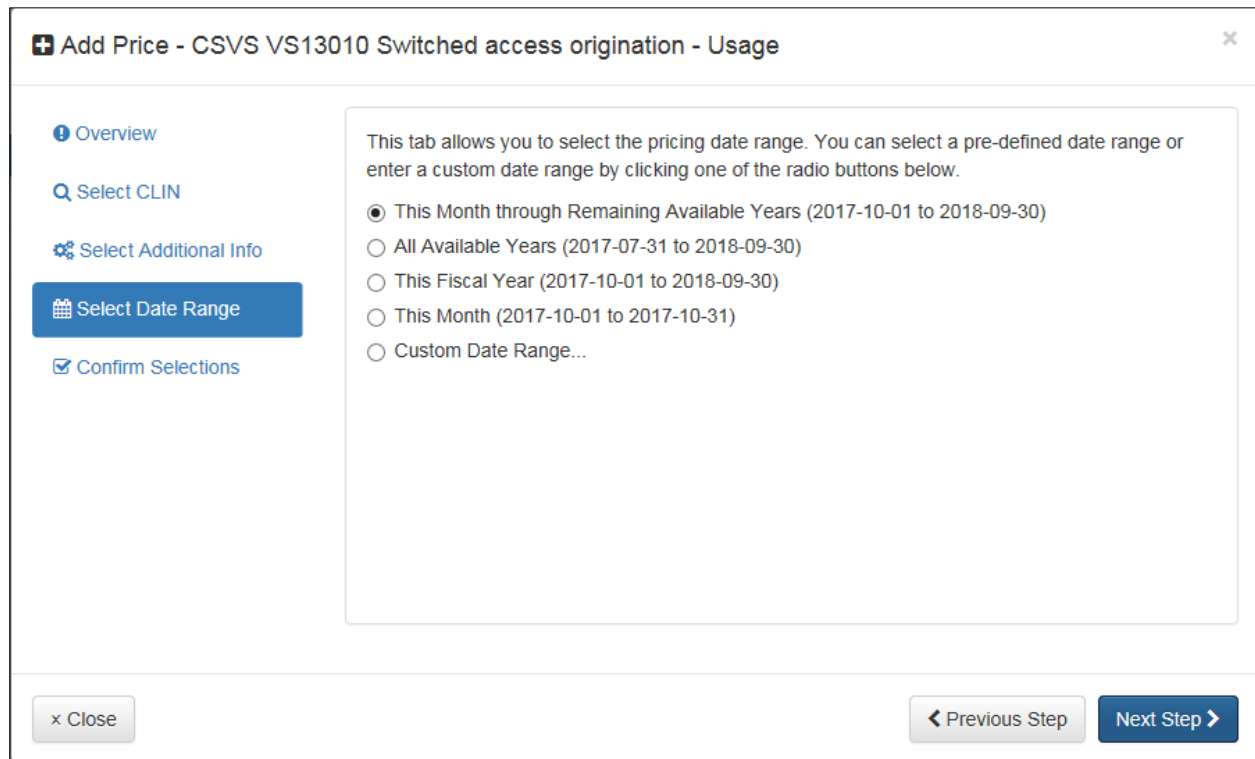 Add Price - CSVS VS13010 Switched access origination - Usage
×
Overview
Select CLIN
Select Additional Info
Select Date Range
Confirm Selections
This tab allows you to select the pricing date range. You can select a pre-defined date range or
enter a custom date range by clicking one of the radio buttons below.
This Month through Remaining Available Years (2017-10-01 to 2018-09-30)
All Available Years (2017-07-31 to 2018-09-30)
This Fiscal Year (2017-10-01 to 2018-09-30)
This Month (2017-10-01 to 2017-10-31)
Custom Date Range...
x Close
Previous Step
Next Step